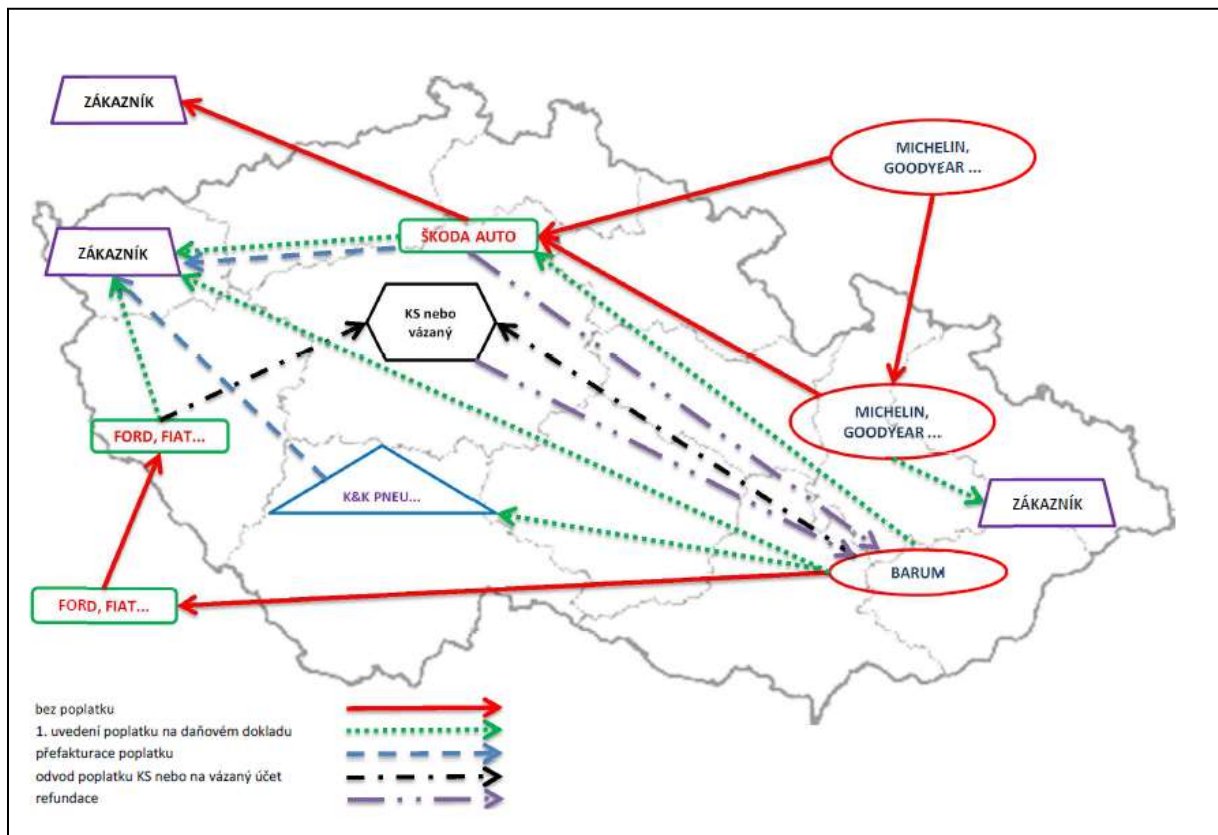 ZÁKAZNÍK
MICHELIN,
GOODYEAR ...
ZÁKAZNÍK
ŠKODA AUTO
KS nebo
vázaný
MICHELIN,
GOODYEAR ...
FORD, FIAT...
K&K PNEU...
ZÁKAZNÍK
BARUM
FORD, FIAT...
bez poplatku
1. uvedení poplatku na daňovém dokladu
přefakturace poplatku
odvod poplatku KS nebo na vázaný účet
refundace